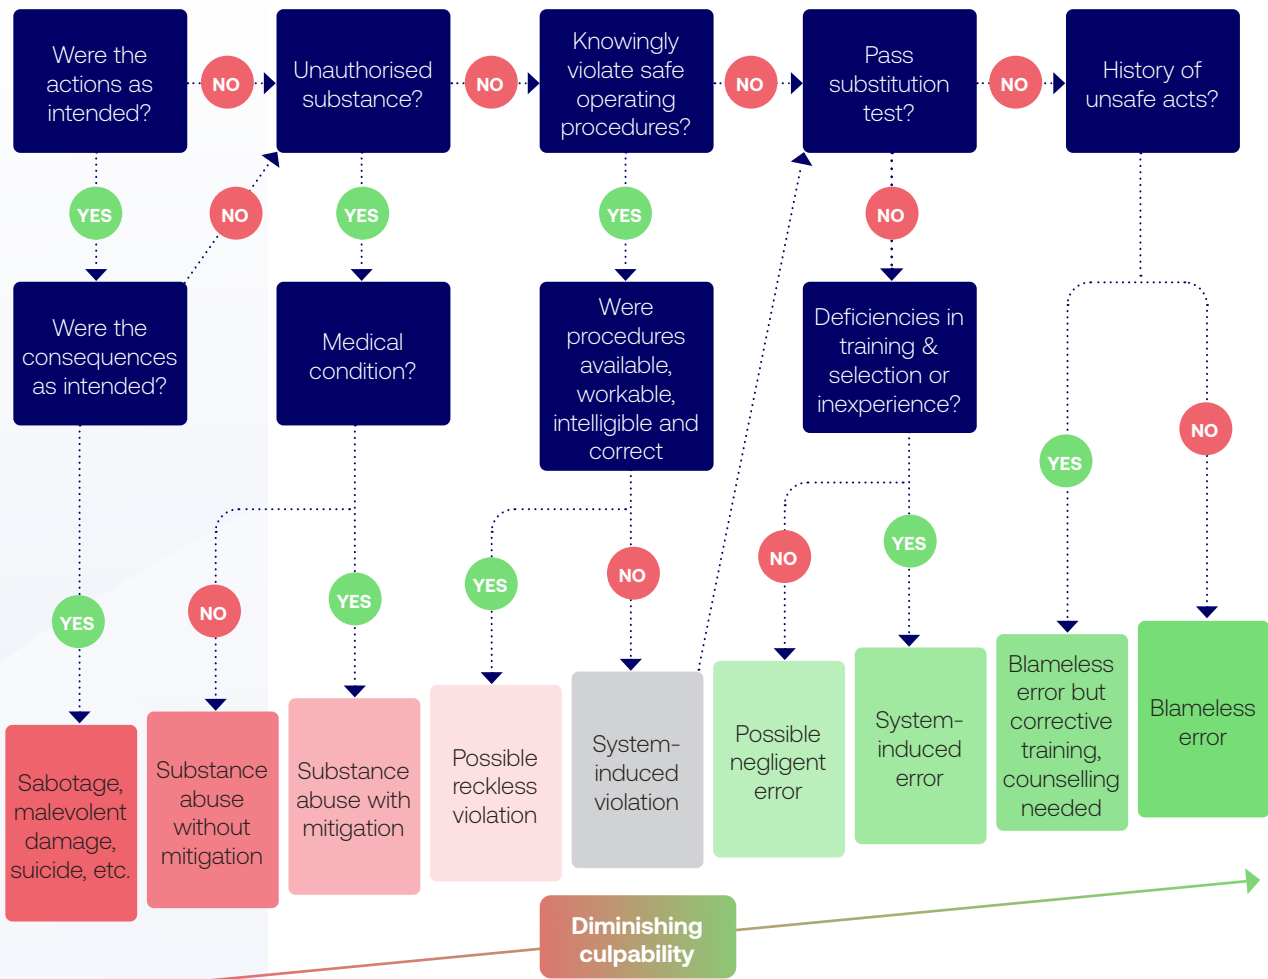 Were the
actions as
intended?
NO
Unauthorised
substance?
NO
Knowingly
violate safe
operating
procedures?
NO
Pass
substitution
test?
NO
History of
unsafe acts?
YES
NO
YES
YES
NO
Were the
consequences
as intended?
Medical
condition?
Were
procedures
available,
workable,
intelligible and
correct
Deficiencies in
training &
selection or
inexperience?
YES
NO
YES
YES
NO
NO
YES
YES
NO
Sabotage,
malevolent
damage,
suicide, etc.
Substance
abuse
without
mitigation
Substance
abuse with
mitigation
Possible
reckless
violation
System-
induced
violation
Possible
negligent
error
System-
induced
error
Blameless
error but
corrective
training,
counselling
needed
Blameless
error
Diminishing
culpability